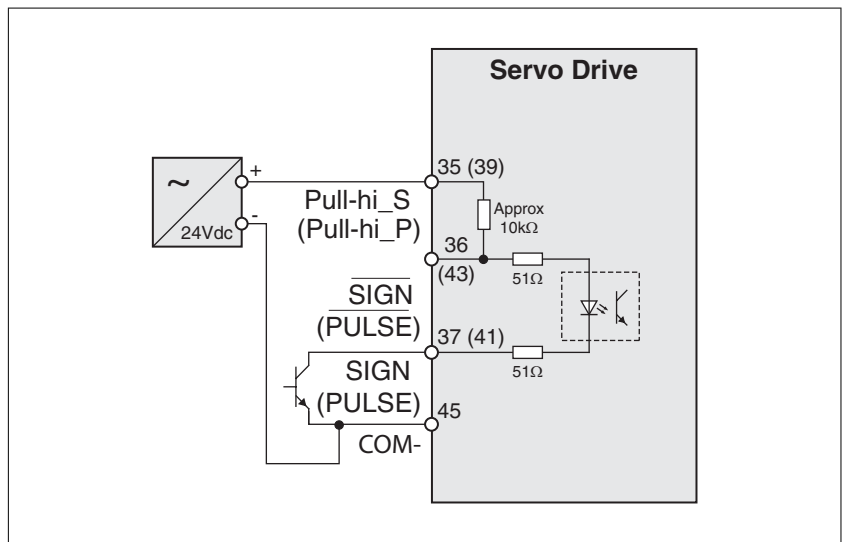 Servo Drive
~
+
-
24Vdc
35 (39)
Pull-hi_S
(Pull-hi_P)
Approx
10kΩ
36
(43)
51Ω
SIGN
(PULSE)
37 (41)
51Ω
SIGN
(PULSE)
45
COM-